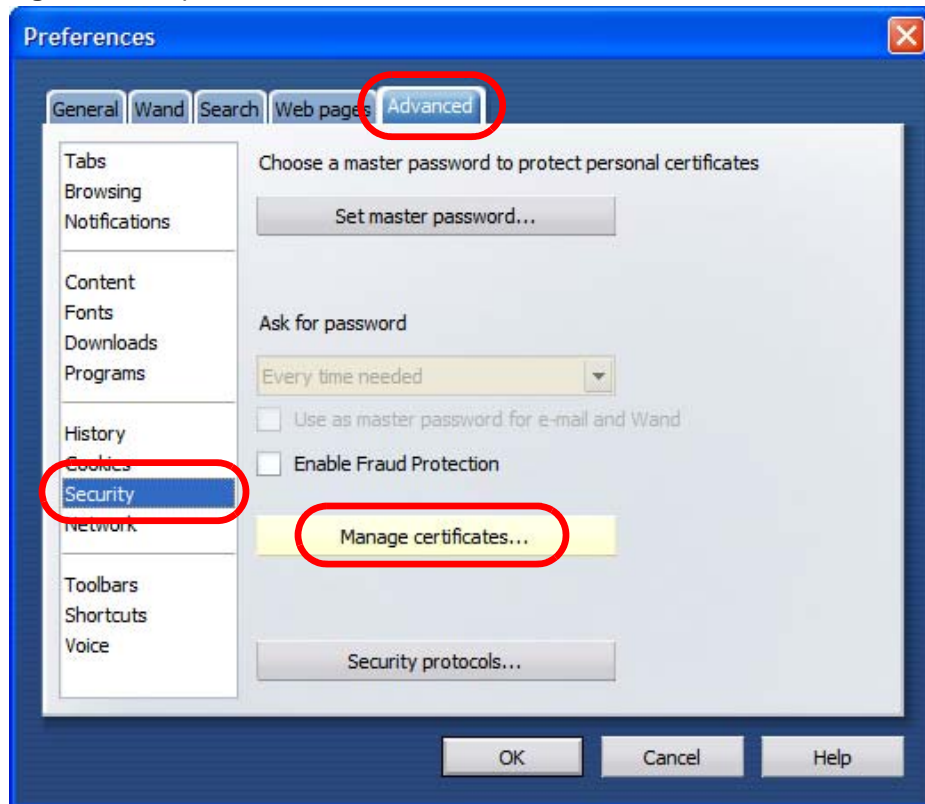 Preferences
General Wand Search Web pages Advanced
Tabs
Browsing
Notifications
Content
Fonts
Downloads
Programs
History
Cookies
Security
Network
Toolbars
Shortcuts
Voice
Choose a master password to protect personal certificates
Set master password...
Ask for password
Every time needed
Use as master password for e-mail and Wand
Enable Fraud Protection
Manage certificates...
Security protocols...
OK Cancel Help